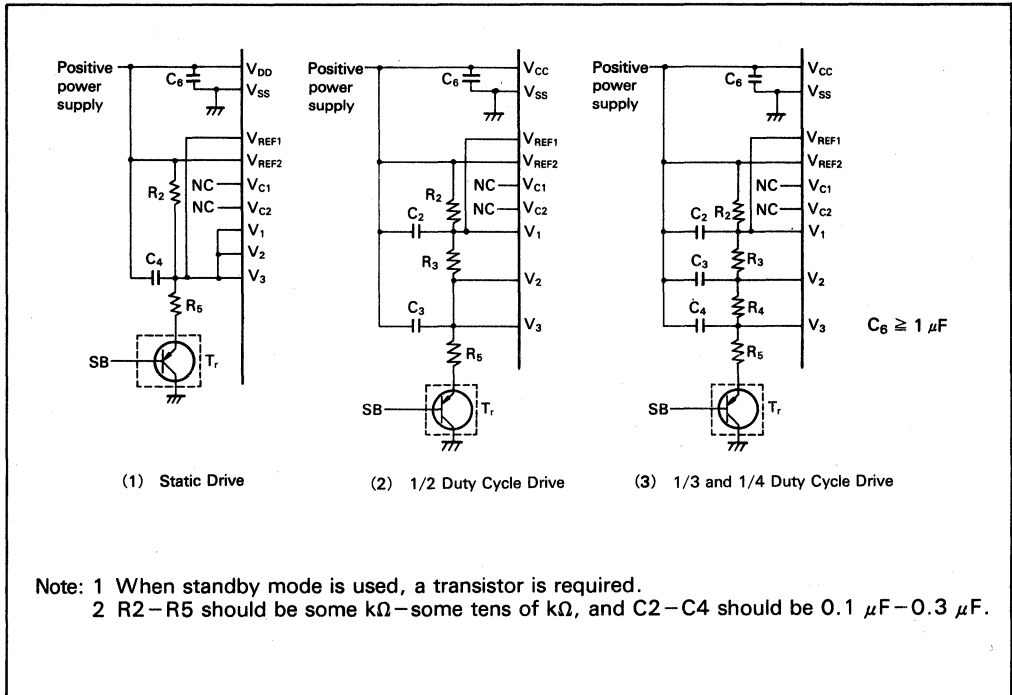 Positive power supply
C6
VDD
VSS
VREF1
VREF2
R2
NC
VC1
NC
VC2
V1
V2
C4
V3
R5
SB
Tr
(1) Static Drive
Positive power supply
C6
VCC
VSS
VREF1
VREF2
R2
NC
VC1
NC
VC2
C2
V1
R3
V2
C3
V3
R5
SB
Tr
(2) 1/2 Duty Cycle Drive
Positive power supply
C6
VCC
VSS
VREF1
VREF2
NC
VC1
C2
R2
NC
VC2
V1
C3
R3
V2
C4
R4
V3
R5
SB
Tr
C6 ≧ 1 μF
(3) 1/3 and 1/4 Duty Cycle Drive
Note: 1 When standby mode is used, a transistor is required.
2 R2−R5 should be some kΩ−some tens of kΩ, and C2−C4 should be 0.1 μF−0.3 μF.